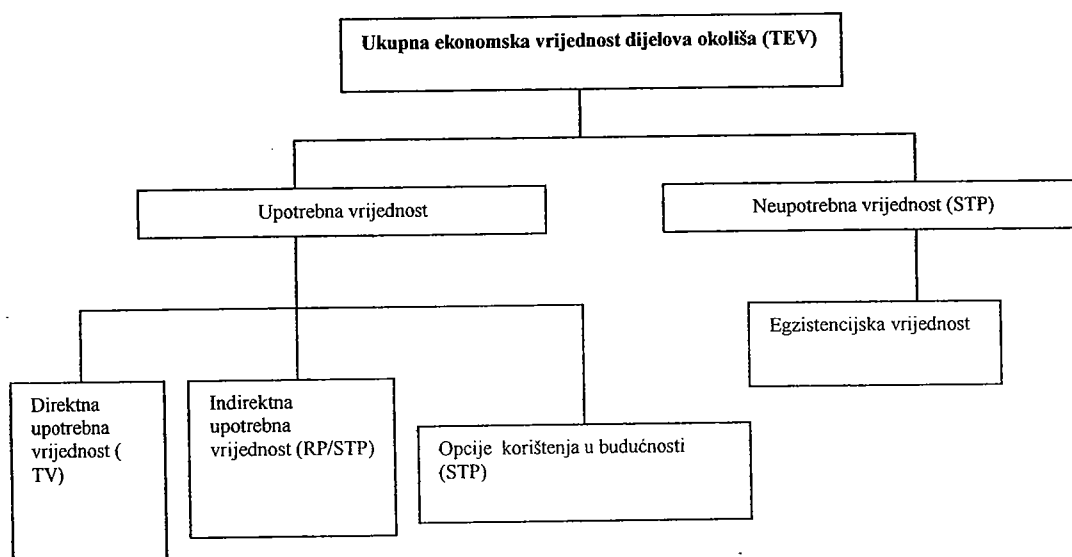 Ukupna ekonomska vrijednost dijelova okoliša (TEV)
Upotrebna vrijednost
Neupotrebna vrijednost (STP)
Egzistencijska vrijednost
Direktna
upotrebna
vrijednost (
TV)
Indirektna
upotrebna
vrijednost (RP/STP)
Opcije korištenja u budućnosti
(STP)